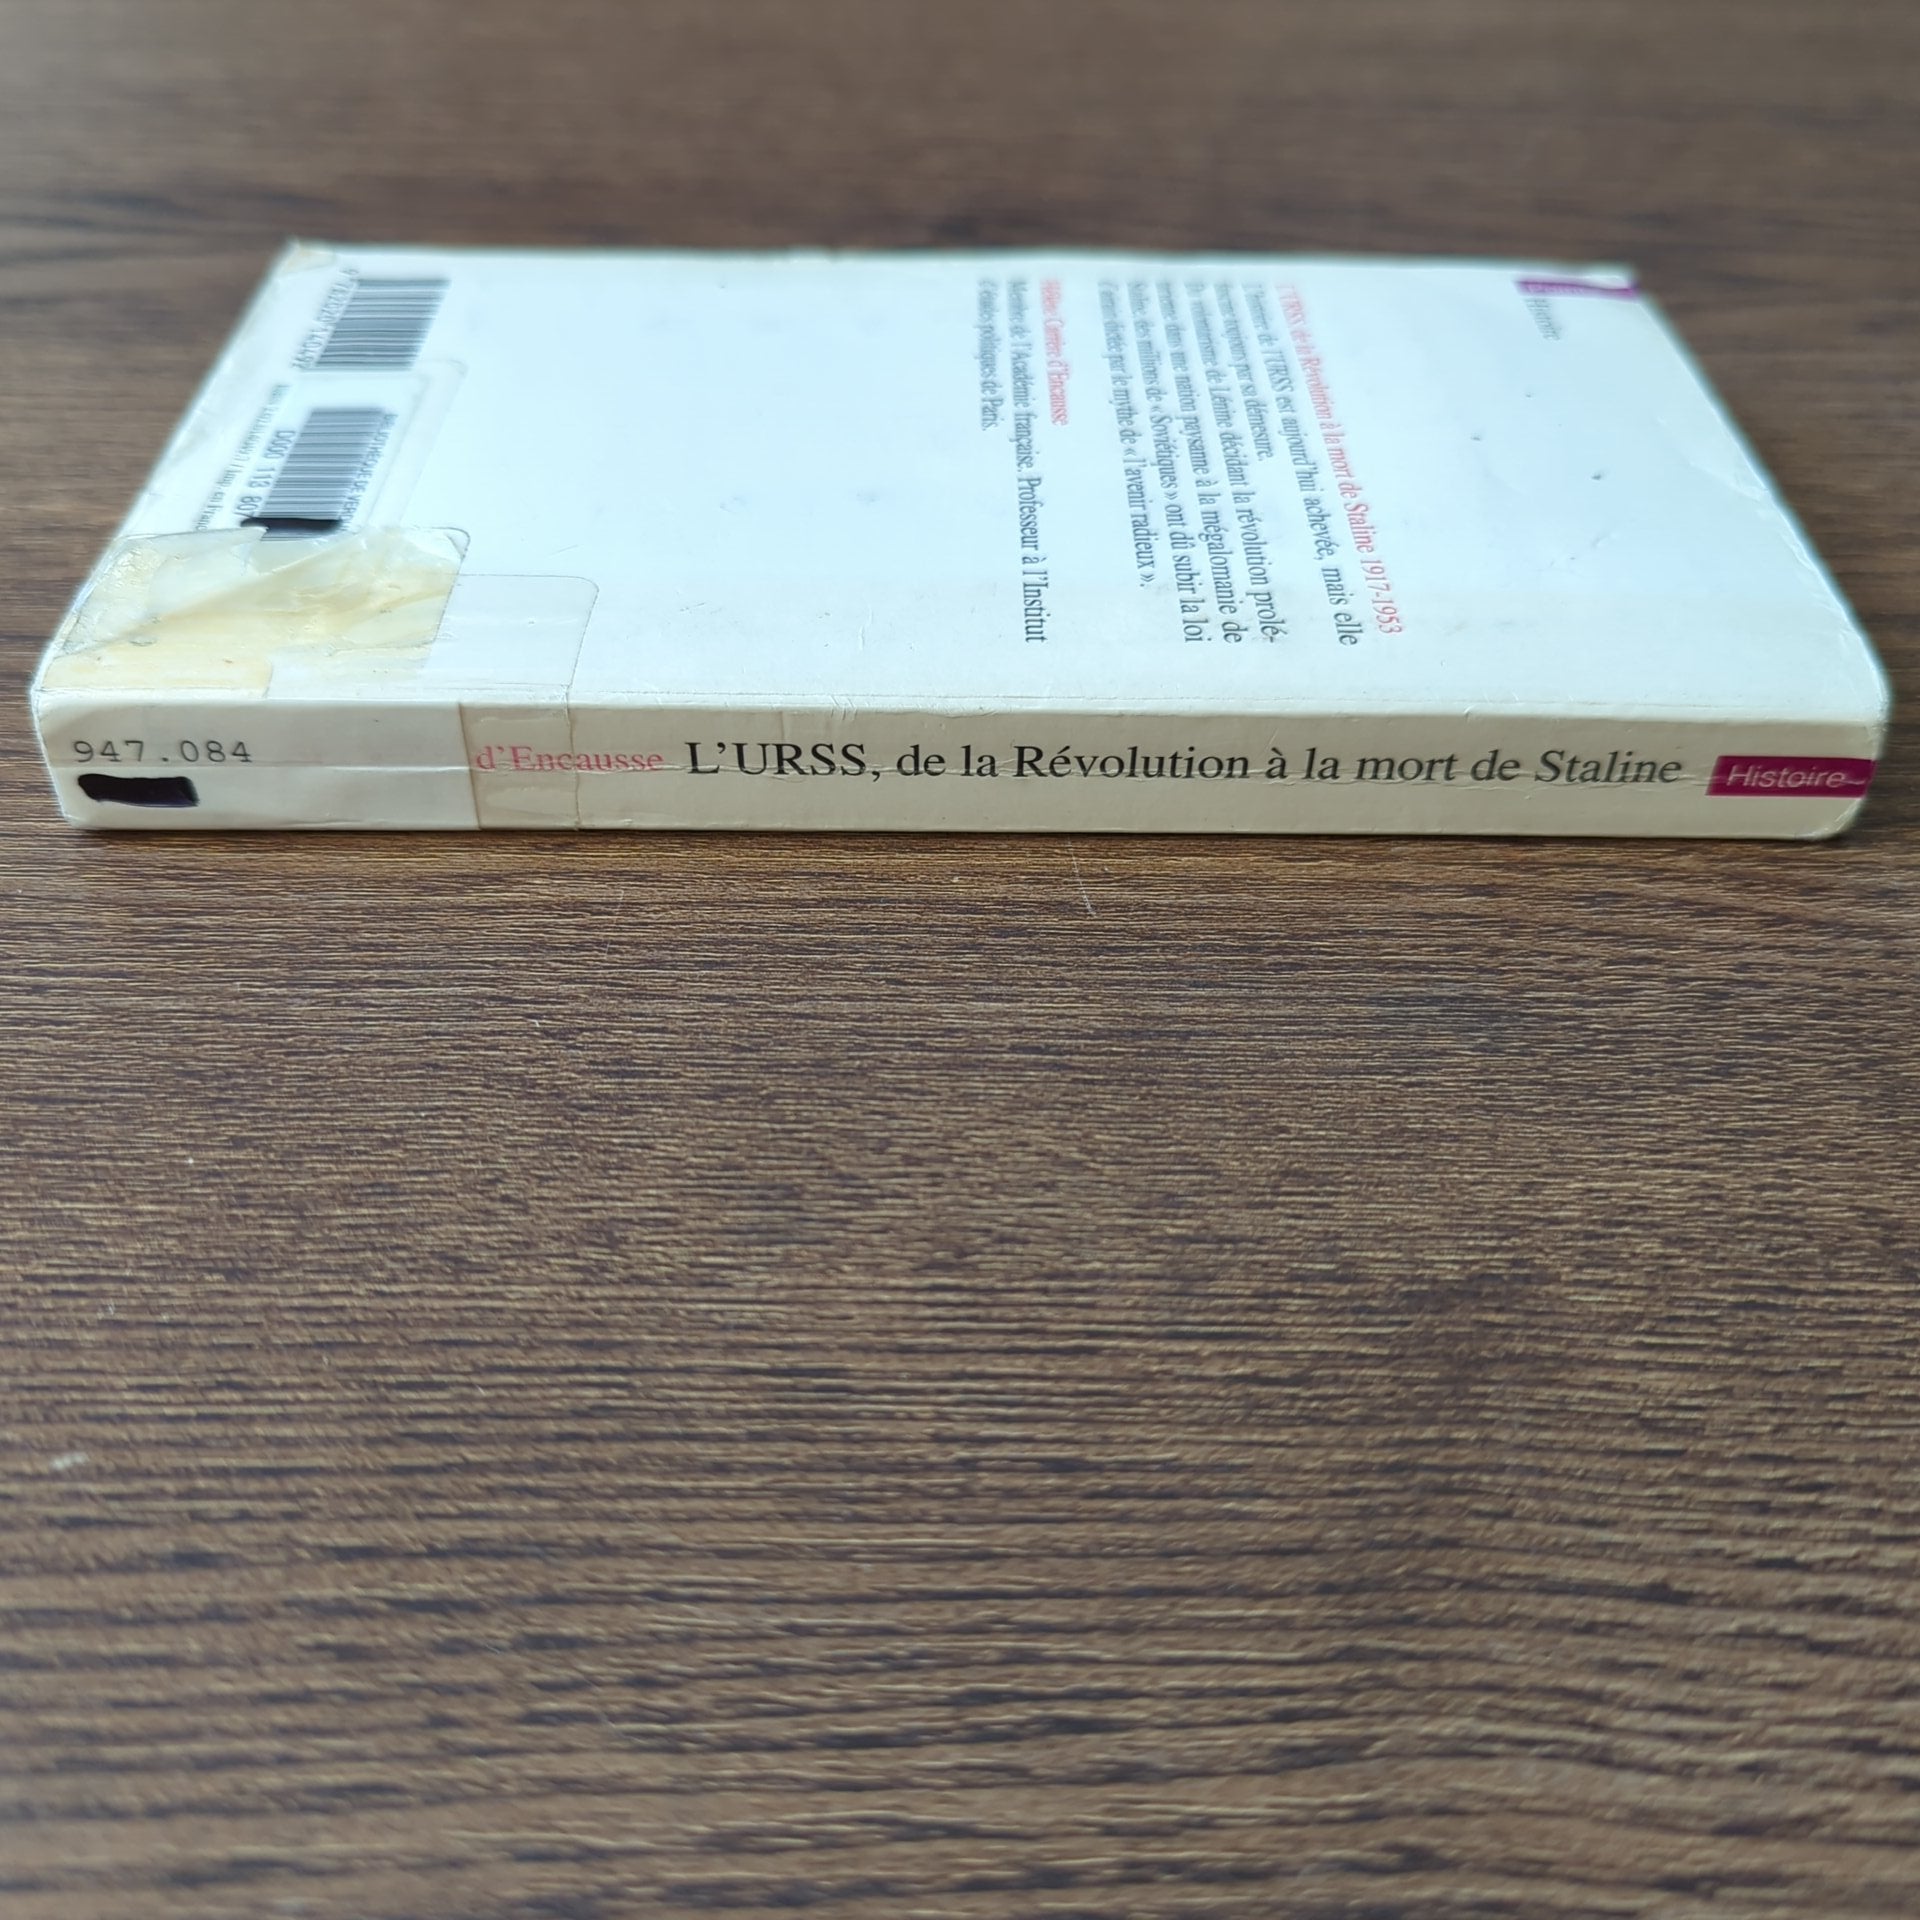 947.084
d'Encausse L'URSS, de la Révolution à la mort de Staline Histoire
Histoire
L'URSS, de la Révolution à la mort de Staline 1917-1953
L'histoire de l'URSS est aujourd'hui achevée, mais elle
étonne toujours par sa démesure.
Du volontarisme de Lénine décidant la révolution prolé-
tarienne dans une nation paysanne à la mégalomanie de
Staline, des millions de « Soviétiques » ont dû subir la loi
d'airain dictée par le mythe de « l'avenir radieux ».
Hélène Carrère d'Encausse
Membre de l'Académie française. Professeur à l'Institut
d'études politiques de Paris.